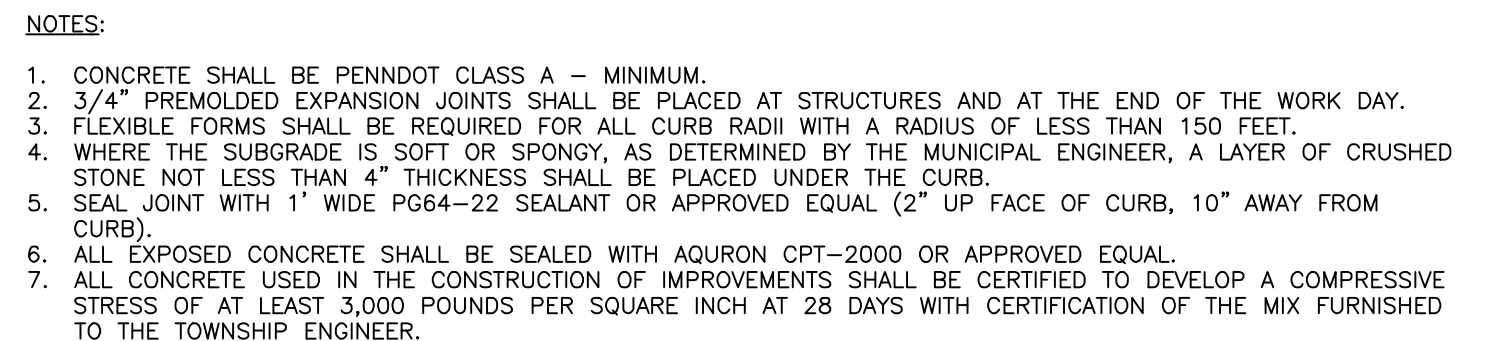 NOTES:
1. CONCRETE SHALL BE PENNDOT CLASS A – MINIMUM.
2. 3/4” PREMOLDED EXPANSION JOINTS SHALL BE PLACED AT STRUCTURES AND AT THE END OF THE WORK DAY.
3. FLEXIBLE FORMS SHALL BE REQUIRED FOR ALL CURB RADII WITH A RADIUS OF LESS THAN 150 FEET.
4. WHERE THE SUBGRADE IS SOFT OR SPONGY, AS DETERMINED BY THE MUNICIPAL ENGINEER, A LAYER OF CRUSHED
STONE NOT LESS THAN 4” THICKNESS SHALL BE PLACED UNDER THE CURB.
5. SEAL JOINT WITH 1’ WIDE PG64–22 SEALANT OR APPROVED EQUAL (2” UP FACE OF CURB, 10” AWAY FROM
CURB).
6. ALL EXPOSED CONCRETE SHALL BE SEALED WITH AQURON CPT–2000 OR APPROVED EQUAL.
7. ALL CONCRETE USED IN THE CONSTRUCTION OF IMPROVEMENTS SHALL BE CERTIFIED TO DEVELOP A COMPRESSIVE
STRESS OF AT LEAST 3,000 POUNDS PER SQUARE INCH AT 28 DAYS WITH CERTIFICATION OF THE MIX FURNISHED
TO THE TOWNSHIP ENGINEER.